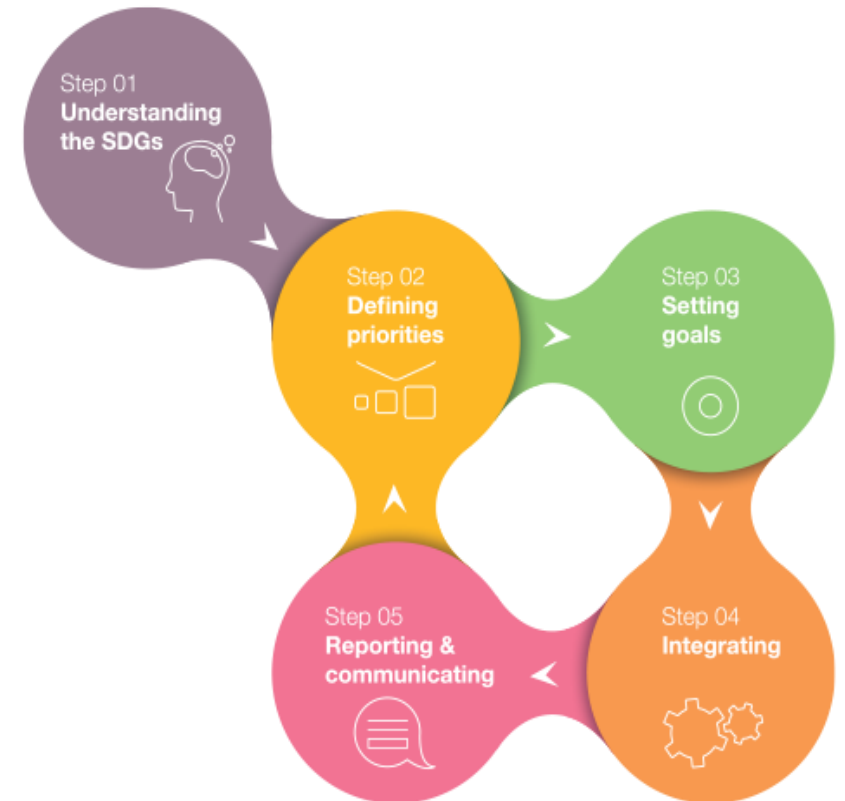 Step 01
Understanding
the SDGs
Step 02
Defining
priorities
Step 03
Setting
goals
Step 04
Integrating
Step 05
Reporting &
communicating